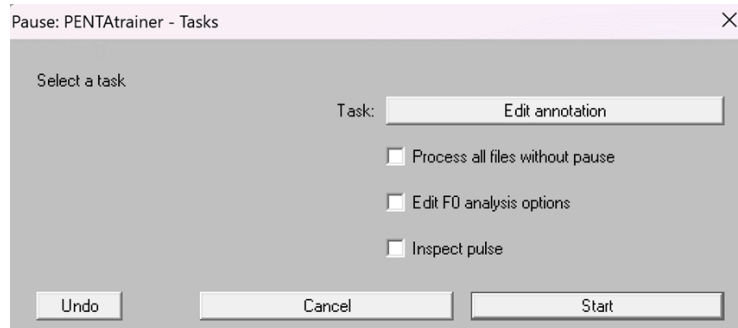 Pause: PENTAtrainer - Tasks
Select a task
Task: Edit annotation
Process all files without pause
Edit F0 analysis options
Inspect pulse
Undo Cancel Start